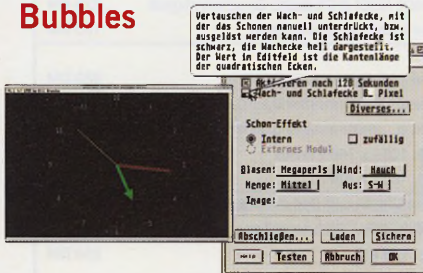 Bubbles
Vertauschen der Wach- und Schlafecke, mit
der das Schonen manuell unterdrückt, bzw.
ausgelöst werden kann. Die Schlafecke ist
schwarz, die Wachecke hell dargestellt.
Der Wert im Editfeld ist die Kantenlänge
der quadratischen Ecken.
Aktivieren nach 120 Sekunden
Wach- und Schlafecke 8_ Pixel
Diverses...
Schon-Effekt
Intern
zufällig
Externes Modul
Blasen: Megaperls Wind: Hauch
Menge: Mittel Aus: S-W
Image:
Abschließen... Laden Sichern
Help Testen Abbruch OK